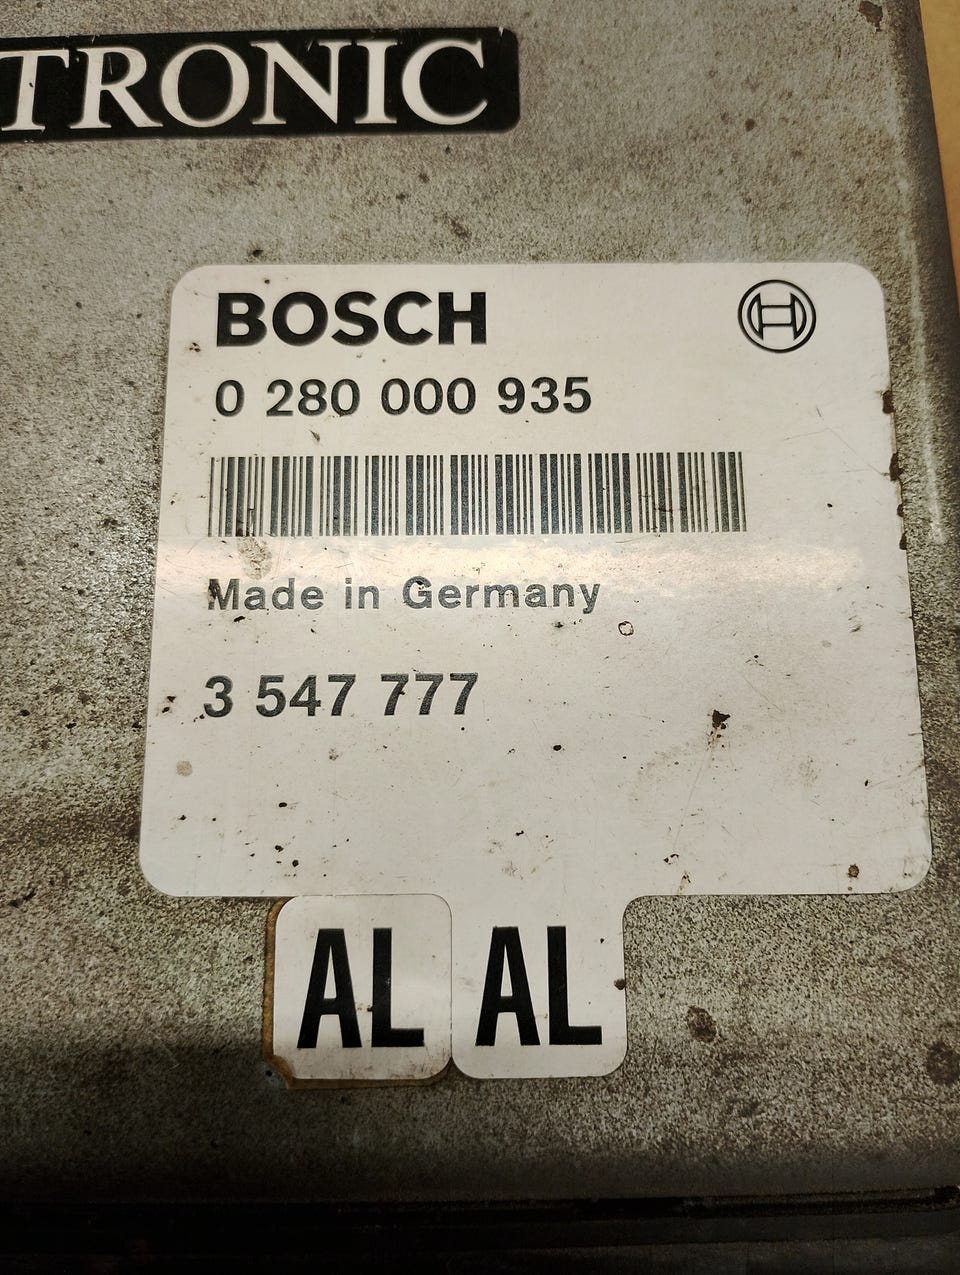 TRONIC
BOSCH
0 280 000 935
Made in Germany
3 547 777
AL AL